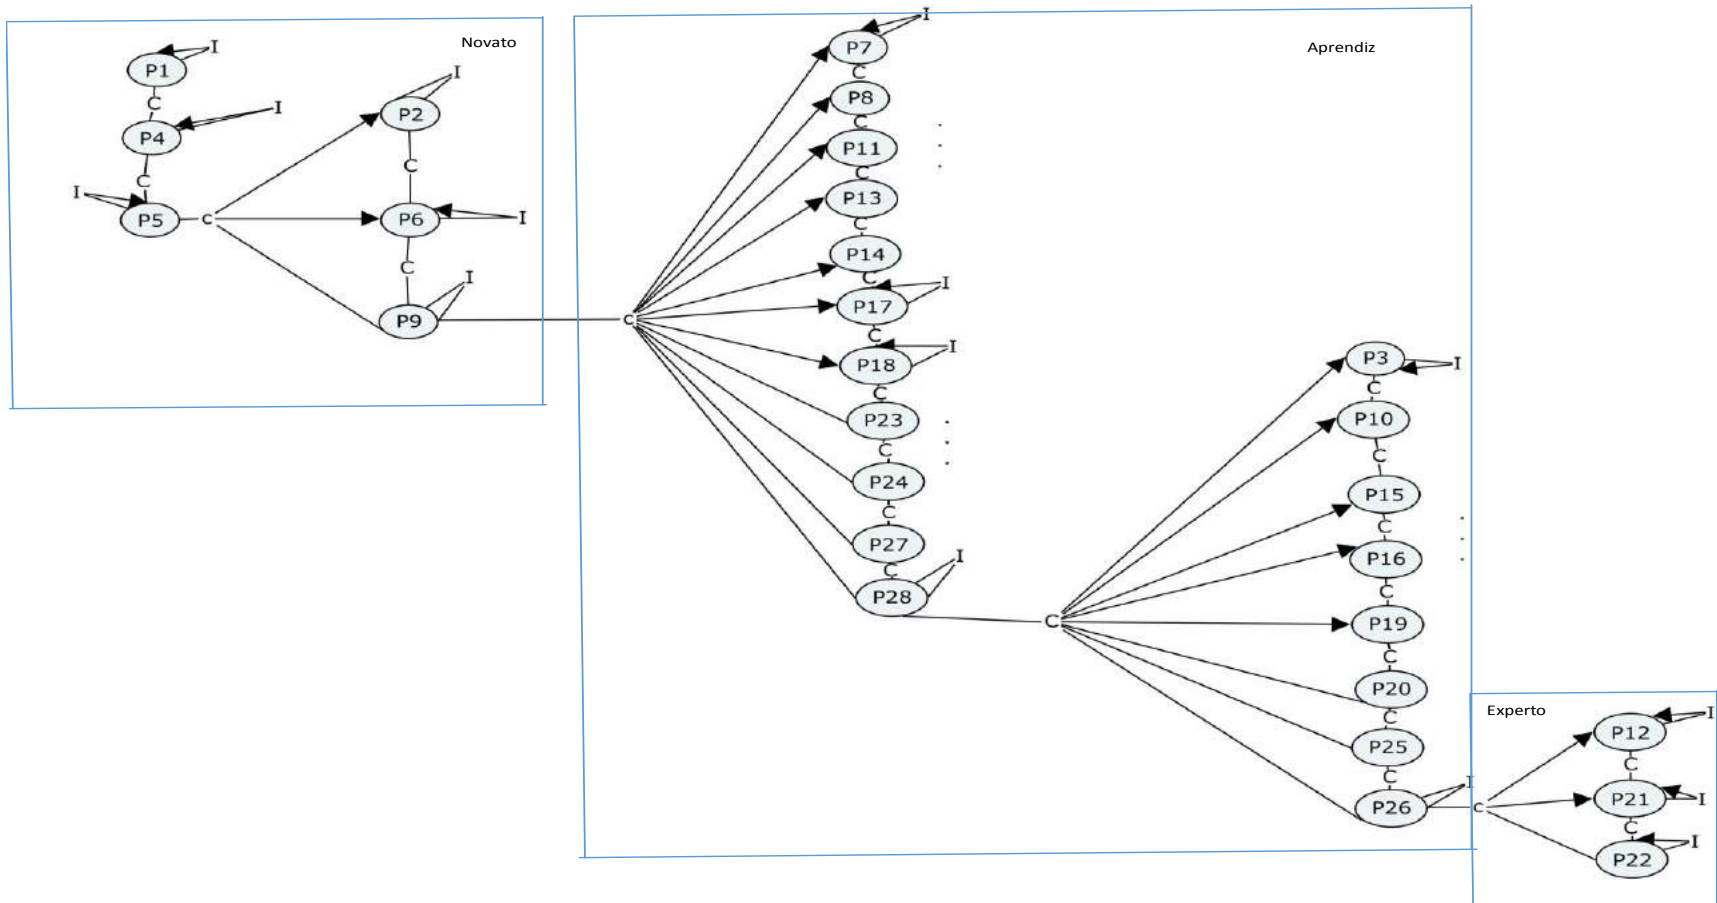 Novato
I
P1
C
I
P4
C
I
P5
c
I
P2
C
P6
I
C
I
P9
Aprendiz
c
I
P7
C
P8
C
P11
C
P13
C
P14
C
I
P17
C
I
P18
C
P23
C
P24
C
P27
C
I
P28
C
P3
I
C
P10
C
P15
C
P16
C
P19
C
P20
C
P25
C
I
P26
Experto
c
I
P12
C
P21
I
C
I
P22